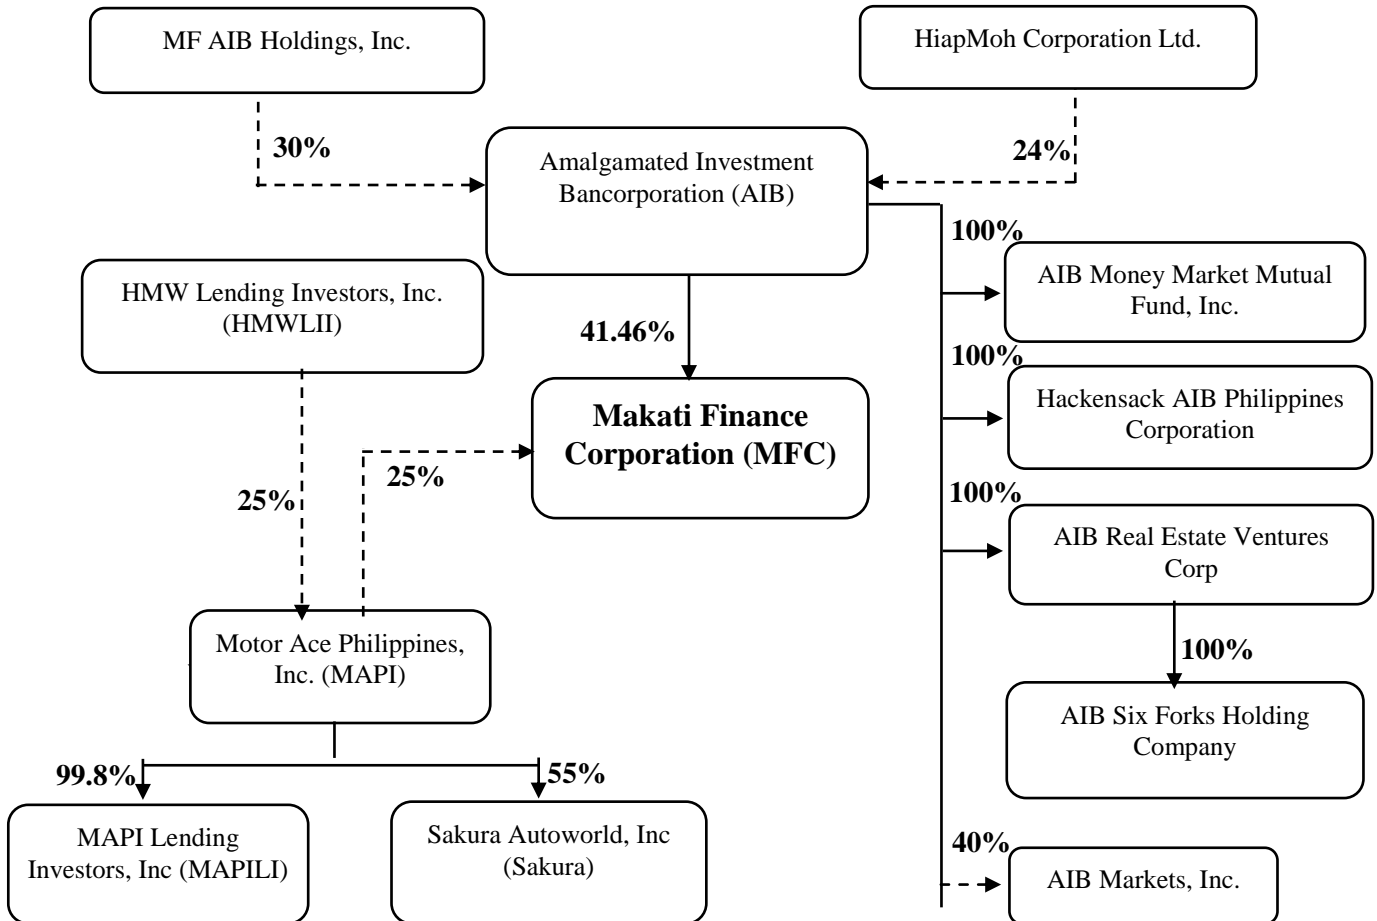 MF AIB Holdings, Inc.
HiapMoh Corporation Ltd.
30%
24%
Amalgamated Investment
Bancorporation (AIB)
100%
AIB Money Market Mutual
Fund, Inc.
HMW Lending Investors, Inc.
(HMWLII)
41.46%
100%
Hackensack AIB Philippines
Corporation
Makati Finance
Corporation (MFC)
25%
25%
100%
AIB Real Estate Ventures
Corp
Motor Ace Philippines,
Inc. (MAPI)
100%
AIB Six Forks Holding
Company
99.8%
55%
MAPI Lending
Investors, Inc (MAPILI)
Sakura Autoworld, Inc
(Sakura)
40%
AIB Markets, Inc.